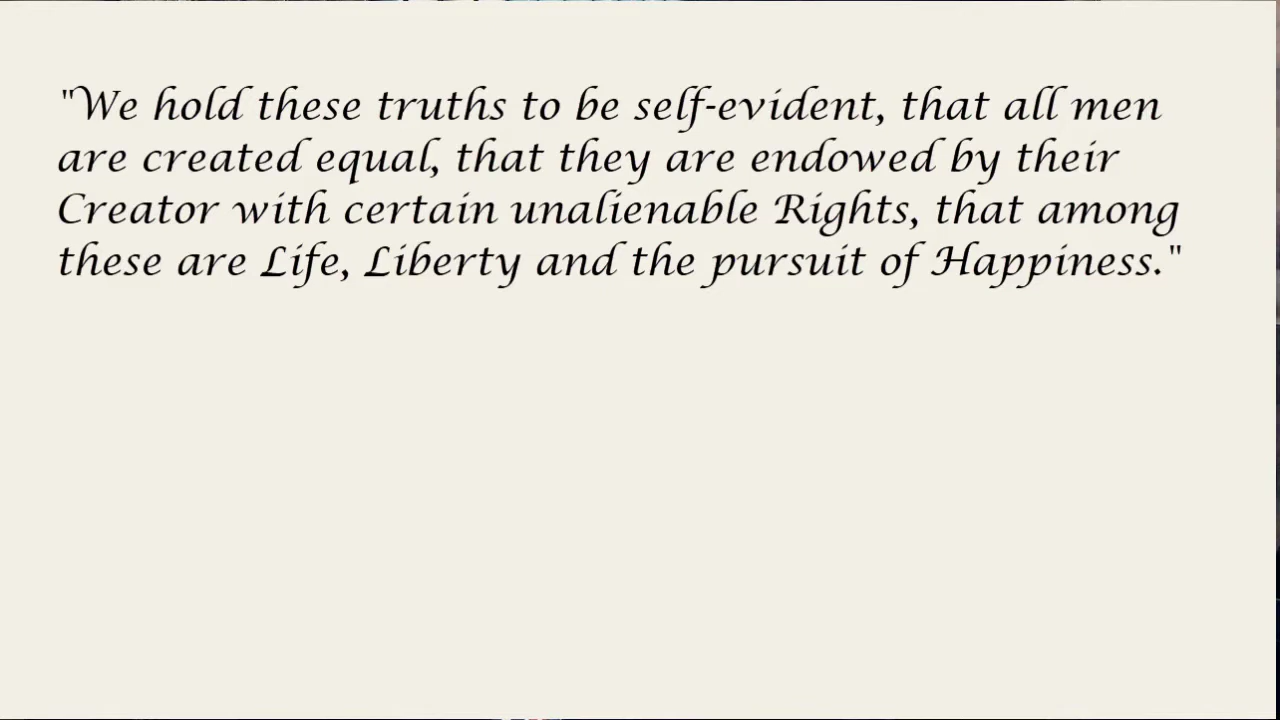 "We hold these truths to be self-evident, that all men
are created equal, that they are endowed by their
Creator with certain unalienable Rights, that among
these are Life, Liberty and the pursuit of Happiness."